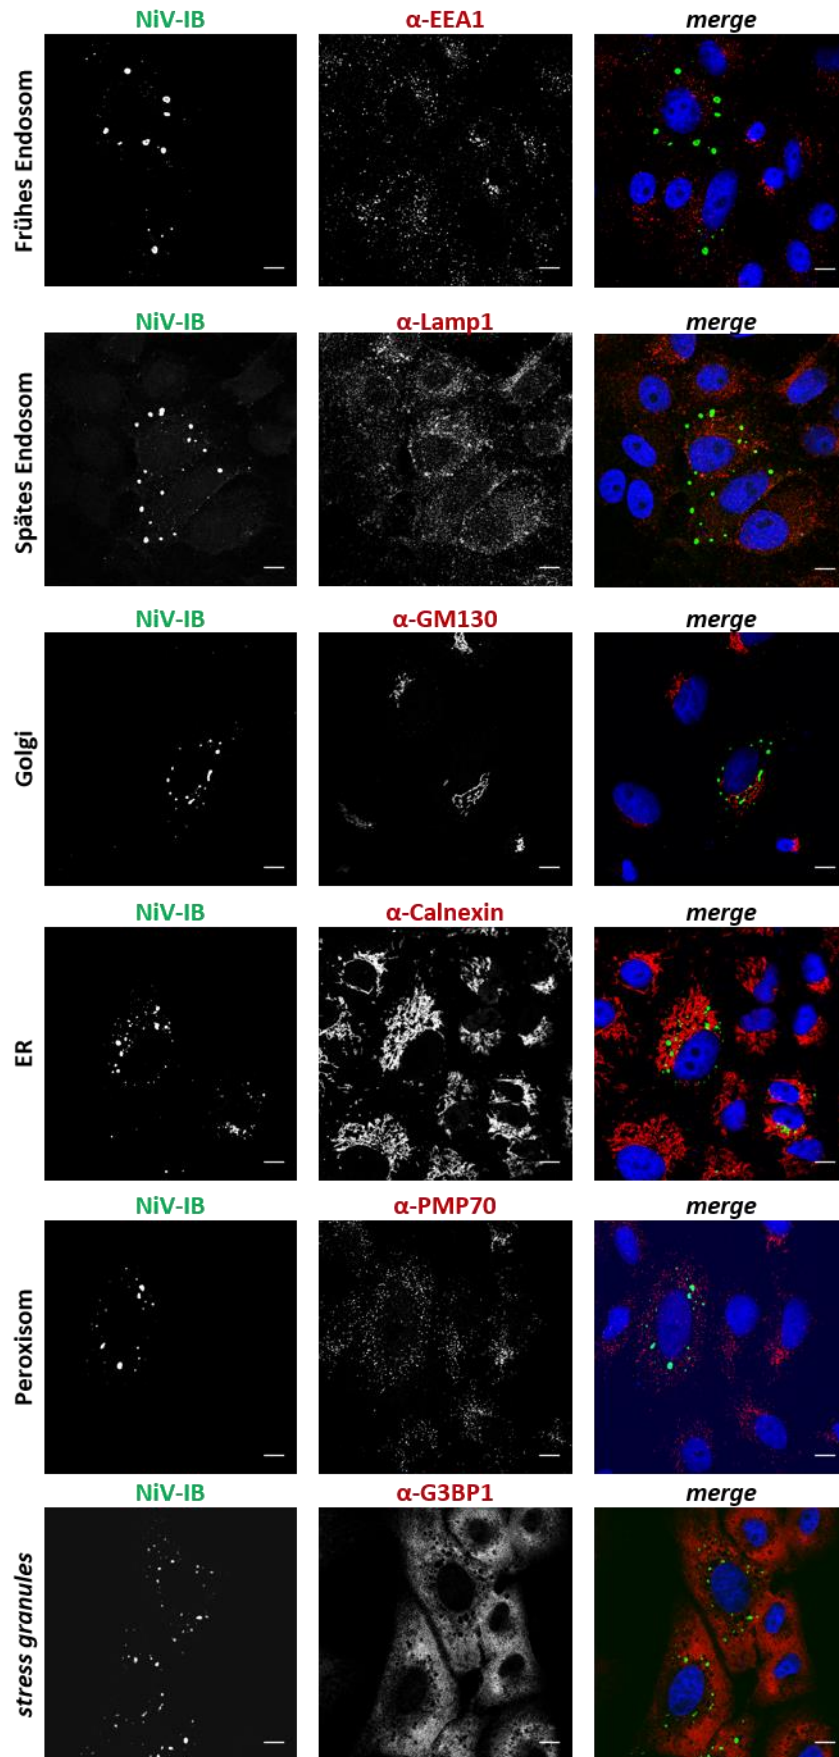 NiV-IB α-EEA1 merge
Frühes Endosom
NiV-IB α-Lamp1 merge
Spätes Endosom
NiV-IB α-GM130 merge
Golgi
NiV-IB α-Calnexin merge
ER
NiV-IB α-PMP70 merge
Peroxisom
NiV-IB α-G3BP1 merge
stress granules